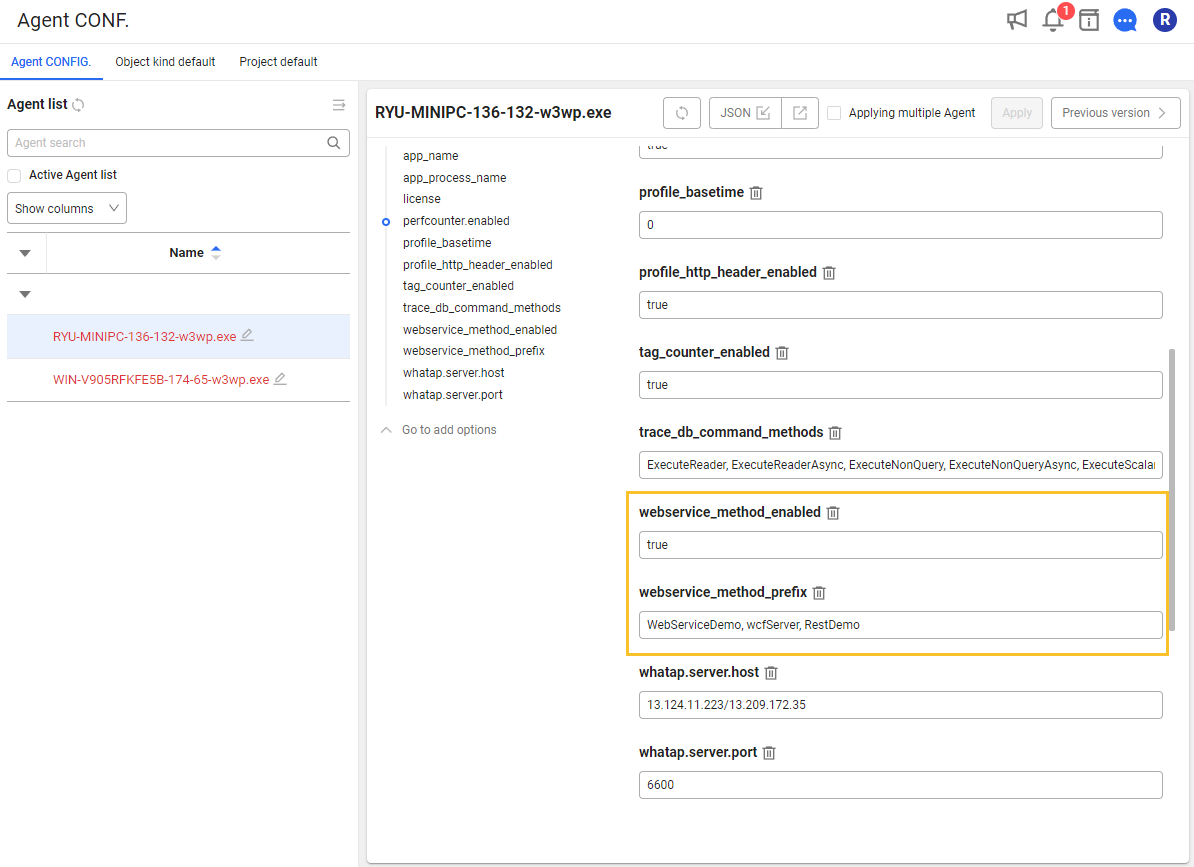 Agent CONF.
1
R
Agent CONFIG. Object kind default Project default
Agent list
Agent search
Active Agent list
Show columns
Name
RYU-MINIPC-136-132-w3wp.exe
WIN-V905RFKFE5B-174-65-w3wp.exe
RYU-MINIPC-136-132-w3wp.exe
JSON
Applying multiple Agent
Apply
Previous version
app_name
app_process_name
license
perfcounter.enabled
profile_basetime
profile_http_header_enabled
tag_counter_enabled
trace_db_command_methods
webservice_method_enabled
webservice_method_prefix
whatap.server.host
whatap.server.port
Go to add options
true
profile_basetime
0
profile_http_header_enabled
true
tag_counter_enabled
true
trace_db_command_methods
ExecuteReader, ExecuteReaderAsync, ExecuteNonQuery, ExecuteNonQueryAsync, ExecuteScalar
webservice_method_enabled
true
webservice_method_prefix
WebServiceDemo, wcfServer, RestDemo
whatap.server.host
13.124.11.223/13.209.172.35
whatap.server.port
6600